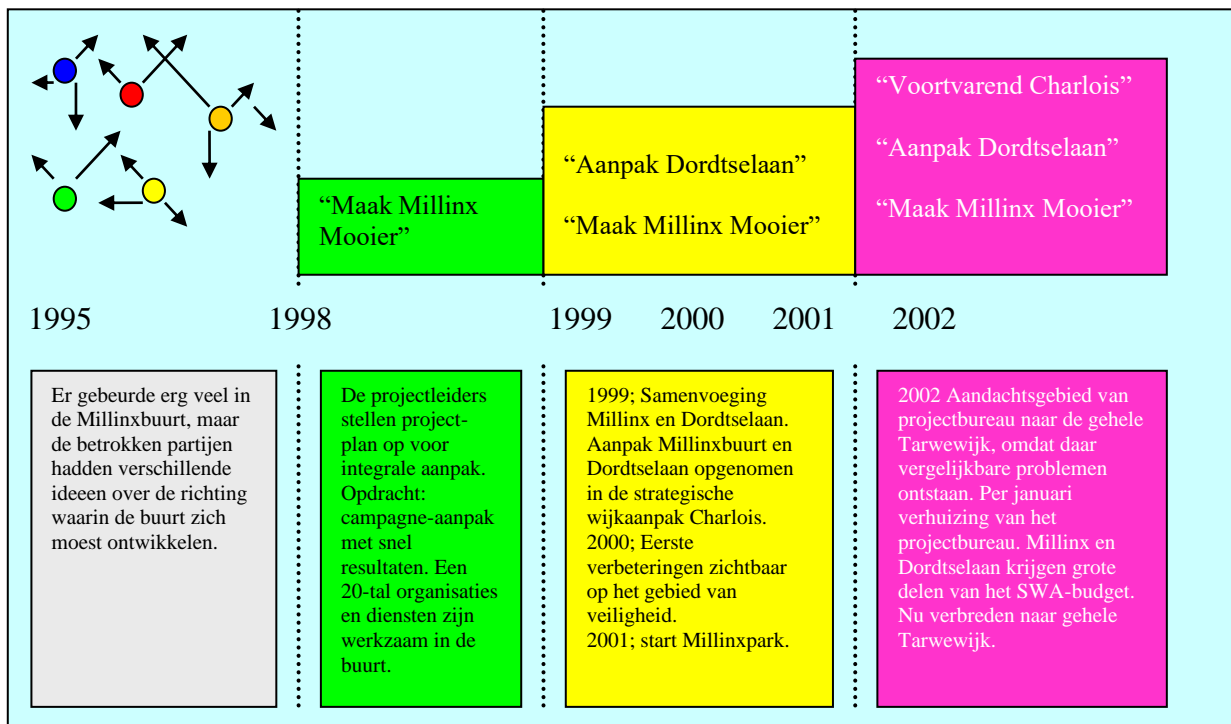 “Maak Millinx
Mooier”
“Aanpak Dordtselaan”
“Maak Millinx Mooier”
“Voortvarend Charlois”
“Aanpak Dordtselaan”
“Maak Millinx Mooier”
1995 1998 1999 2000 2001 2002
Er gebeurde erg veel in
de Millinxbuurt, maar
de betrokken partijen
hadden verschillende
ideeen over de richting
waarin de buurt zich
moest ontwikkelen.
De projectleiders
stellen project-
plan op voor
integrale aanpak.
Opdracht:
campagne-aanpak
met snel
resultaten. Een
20-tal organisaties
en diensten zijn
werkzaam in de
buurt.
1999; Samenvoeging
Millinx en Dordtselaan.
Aanpak Millinxbuurt en
Dordtselaan opgenomen
in de strategische
wijkaanpak Charlois.
2000; Eerste
verbeteringen zichtbaar
op het gebied van
veiligheid.
2001; start Millinxpark.
2002 Aandachtsgebied van
projectbureau naar de gehele
Tarwewijk, omdat daar
vergelijkbare problemen
ontstaan. Per januari
verhuizing van het
projectbureau. Millinx en
Dordtselaan krijgen grote
delen van het SWA-budget.
Nu verbreden naar gehele
Tarwewijk.